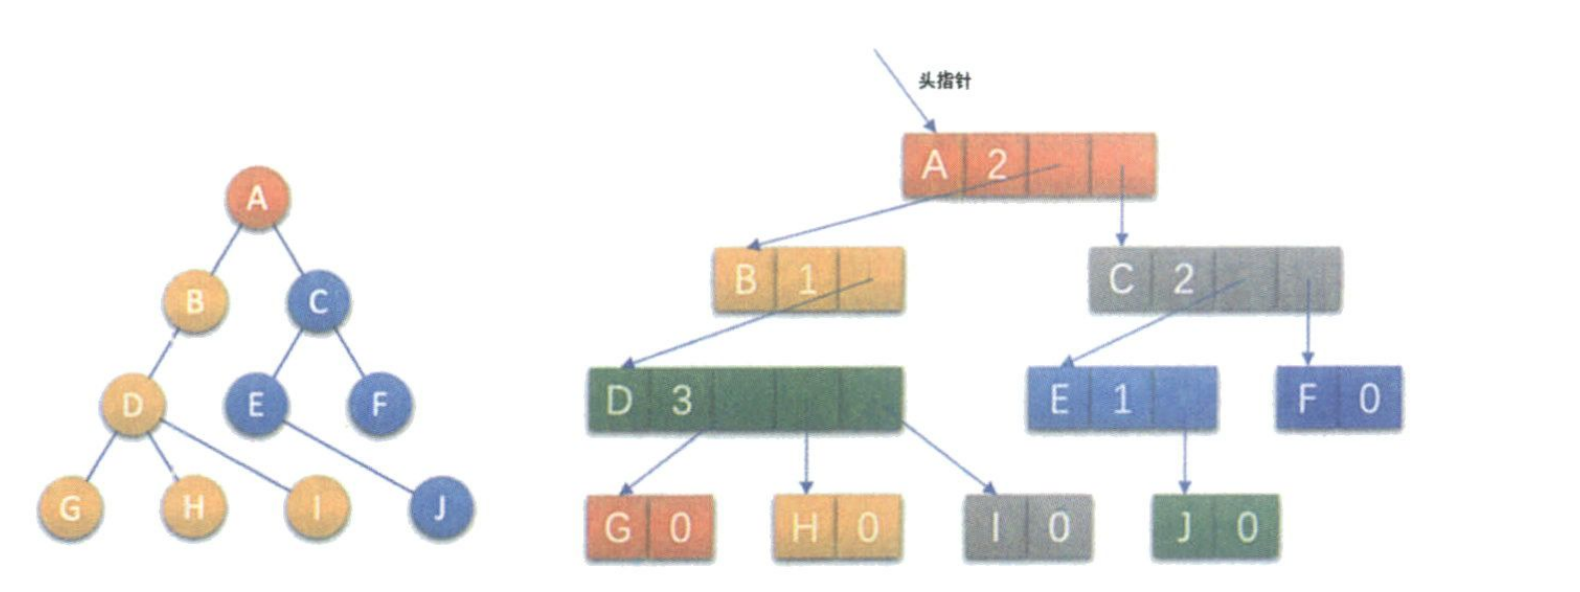 头指针
A
A 2
B C
B 1
C 2
D E F
D 3
E 1
F 0
G H I J
G 0
H 0
I 0
J 0